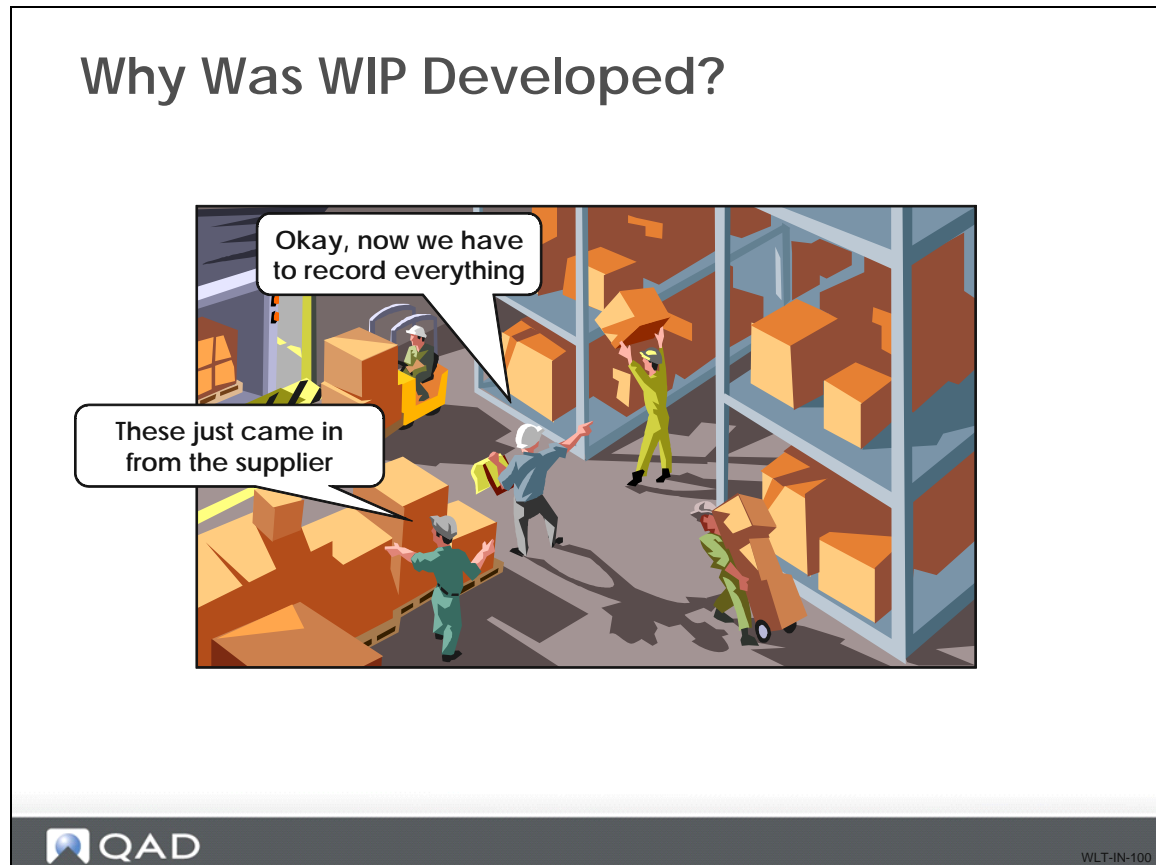 Why Was WIP Developed?
Okay, now we have
to record everything
These just came in
from the supplier
QAD
WLT-IN-100